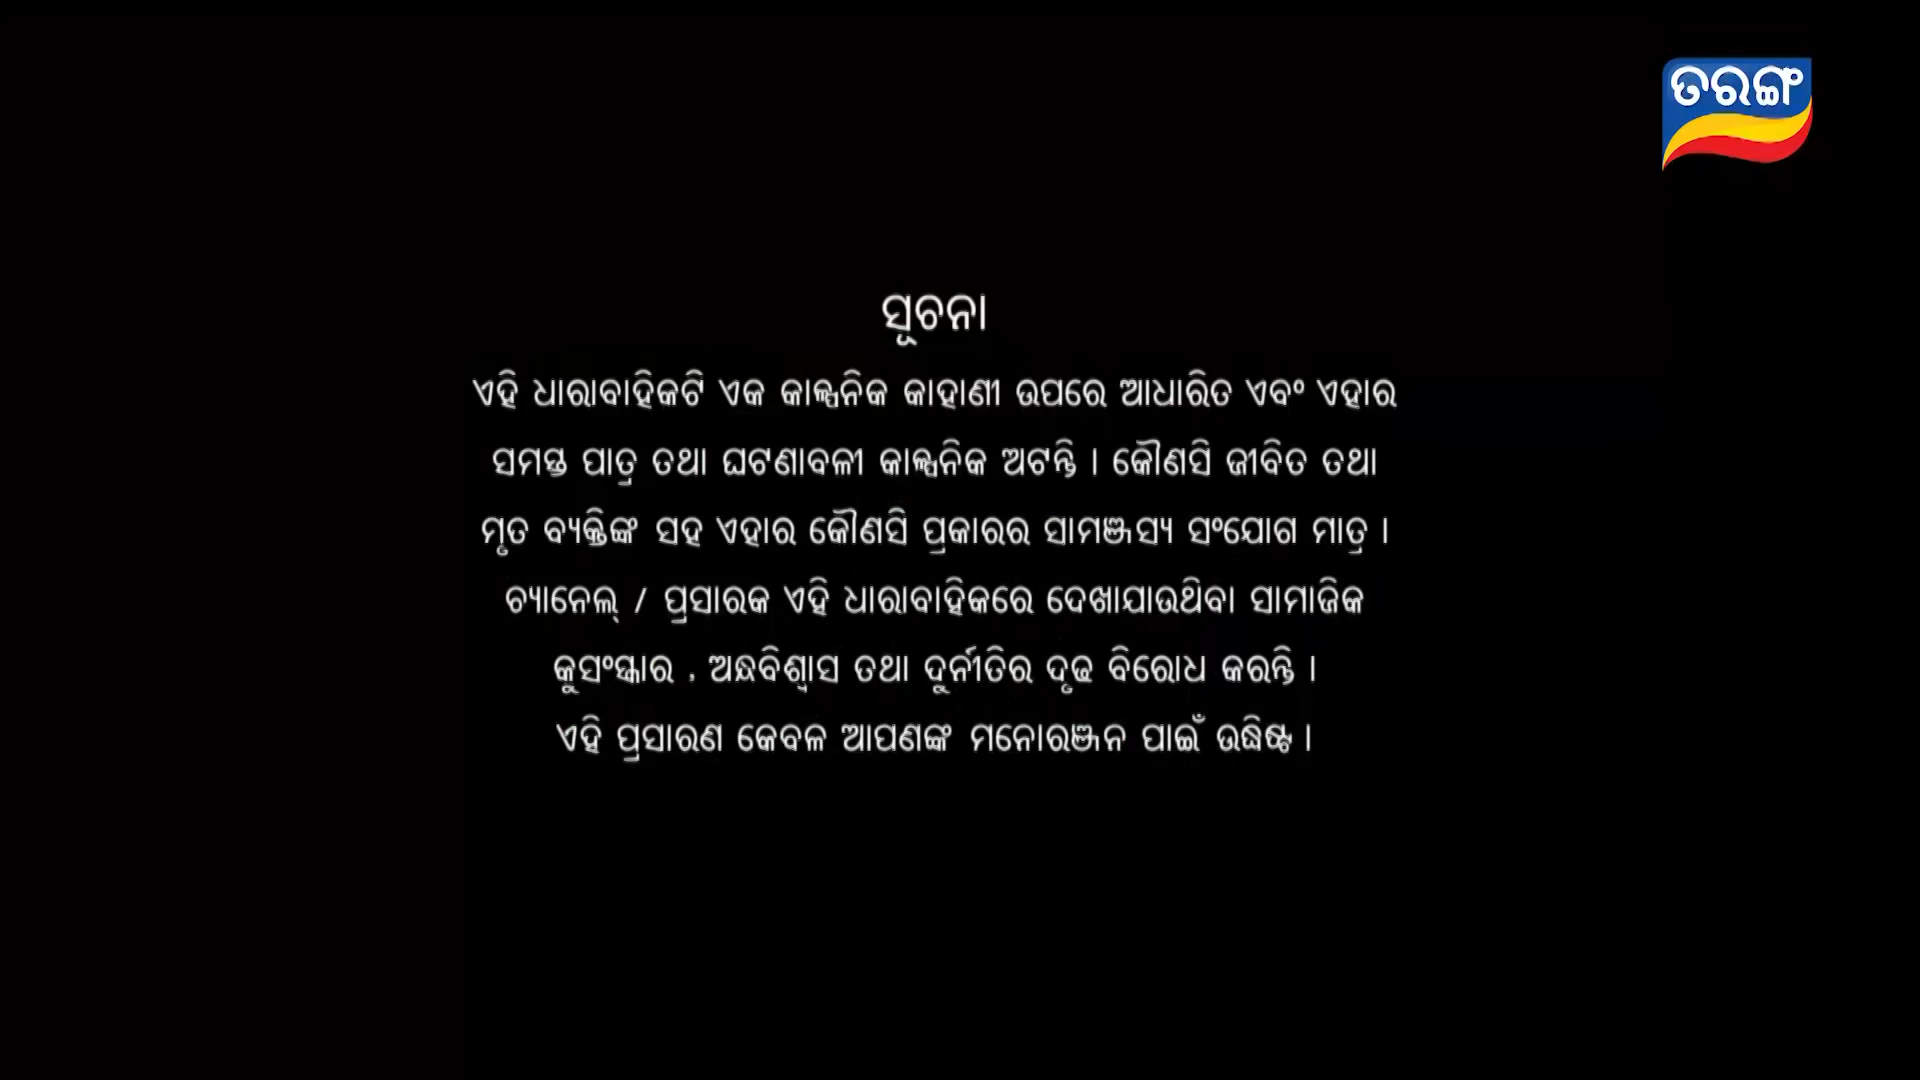 ତରଙ୍ଗ
ସୂଚନା
ଏହି ଧାରାବାହିକଟି ଏକ କାଳ୍ପନିକ କାହାଣୀ ଉପରେ ଆଧାରିତ ଏବଂ ଏହାର
ସମସ୍ତ ପାତ୍ର ତଥା ଘଟଣାବଳୀ କାଳ୍ପନିକ ଅଟନ୍ତି । କୌଣସି ଜୀବିତ ତଥା
ମୃତ ବ୍ୟକ୍ତିଙ୍କ ସହ ଏହାର କୌଣସି ପ୍ରକାରର ସାମଞ୍ଜସ୍ୟ ସଂଯୋଗ ମାତ୍ର ।
ଚ୍ୟାନେଲ୍ / ପ୍ରସାରକ ଏହି ଧାରାବାହିକରେ ଦେଖାଯାଉଥିବା ସାମାଜିକ
କୁସଂସ୍କାର , ଅନ୍ଧବିଶ୍ୱାସ ତଥା ଦୁର୍ନୀତିର ଦୃଢ ବିରୋଧ କରନ୍ତି ।
ଏହି ପ୍ରସାରଣ କେବଳ ଆପଣଙ୍କ ମନୋରଞ୍ଜନ ପାଇଁ ଉଦ୍ଧିଷ୍ଟ ।